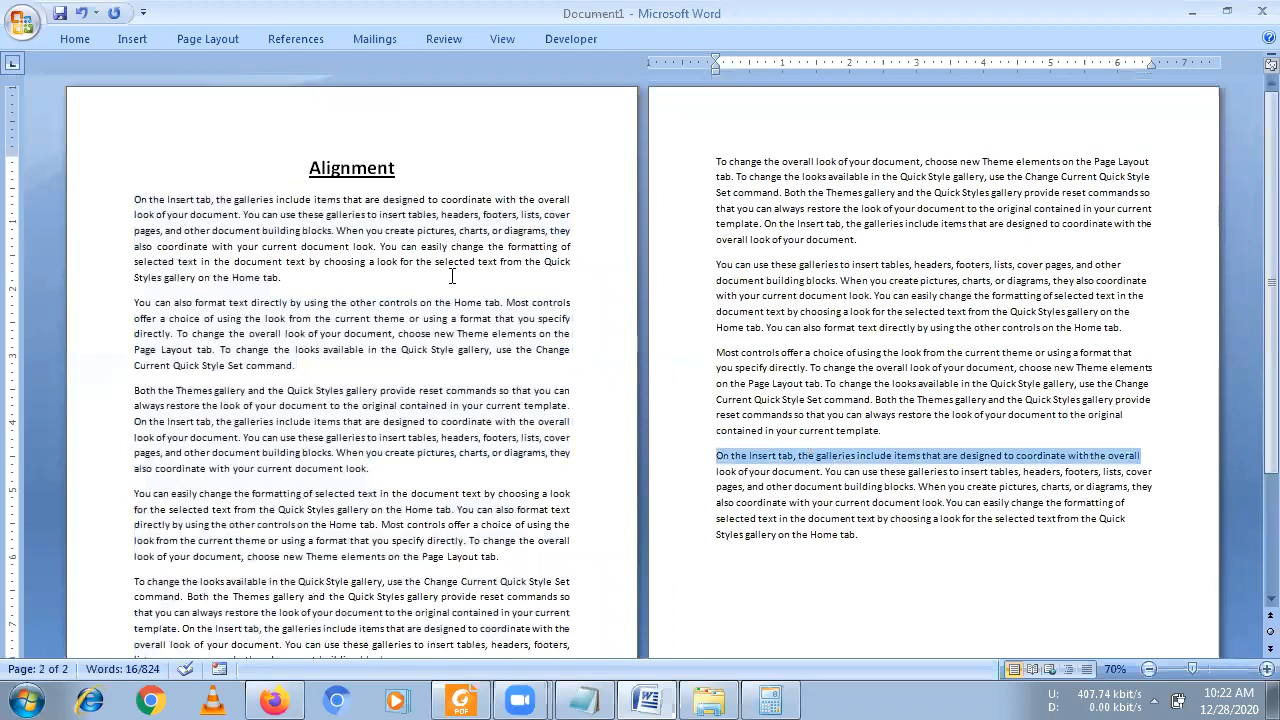 Document1 - Microsoft Word
Home Insert Page Layout References Mailings Review View Developer
1 1 2 3 4 5 6 7
Alignment
On the Insert tab, the galleries include items that are designed to coordinate with the overall
look of your document. You can use these galleries to insert tables, headers, footers, lists, cover
pages, and other document building blocks. When you create pictures, charts, or diagrams, they
also coordinate with your current document look. You can easily change the formatting of
selected text in the document text by choosing a look for the selected text from the Quick
Styles gallery on the Home tab.
You can also format text directly by using the other controls on the Home tab. Most controls
offer a choice of using the look from the current theme or using a format that you specify
directly. To change the overall look of your document, choose new Theme elements on the
Page Layout tab. To change the looks available in the Quick Style gallery, use the Change
Current Quick Style Set command.
Both the Themes gallery and the Quick Styles gallery provide reset commands so that you can
always restore the look of your document to the original contained in your current template.
On the Insert tab, the galleries include items that are designed to coordinate with the overall
look of your document. You can use these galleries to insert tables, headers, footers, lists, cover
pages, and other document building blocks. When you create pictures, charts, or diagrams, they
also coordinate with your current document look.
You can easily change the formatting of selected text in the document text by choosing a look
for the selected text from the Quick Styles gallery on the Home tab. You can also format text
directly by using the other controls on the Home tab. Most controls offer a choice of using the
look from the current theme or using a format that you specify directly. To change the overall
look of your document, choose new Theme elements on the Page Layout tab.
To change the looks available in the Quick Style gallery, use the Change Current Quick Style Set
command. Both the Themes gallery and the Quick Styles gallery provide reset commands so
that you can always restore the look of your document to the original contained in your current
template. On the Insert tab, the galleries include items that are designed to coordinate with the
overall look of your document. You can use these galleries to insert tables, headers, footers,
To change the overall look of your document, choose new Theme elements on the Page Layout
tab. To change the looks available in the Quick Style gallery, use the Change Current Quick Style
Set command. Both the Themes gallery and the Quick Styles gallery provide reset commands so
that you can always restore the look of your document to the original contained in your current
template. On the Insert tab, the galleries include items that are designed to coordinate with the
overall look of your document.
You can use these galleries to insert tables, headers, footers, lists, cover pages, and other
document building blocks. When you create pictures, charts, or diagrams, they also coordinate
with your current document look. You can easily change the formatting of selected text in the
document text by choosing a look for the selected text from the Quick Styles gallery on the
Home tab. You can also format text directly by using the other controls on the Home tab.
Most controls offer a choice of using the look from the current theme or using a format that
you specify directly. To change the overall look of your document, choose new Theme elements
on the Page Layout tab. To change the looks available in the Quick Style gallery, use the Change
Current Quick Style Set command. Both the Themes gallery and the Quick Styles gallery provide
reset commands so that you can always restore the look of your document to the original
contained in your current template.
On the Insert tab, the galleries include items that are designed to coordinate with the overall
look of your document. You can use these galleries to insert tables, headers, footers, lists, cover
pages, and other document building blocks. When you create pictures, charts, or diagrams, they
also coordinate with your current document look. You can easily change the formatting of
selected text in the document text by choosing a look for the selected text from the Quick
Styles gallery on the Home tab.
Page: 2 of 2 Words: 16/824 70%
PDF
U: 407.74 kbit/s
D: 0.00 kbit/s
10:22 AM
12/28/2020